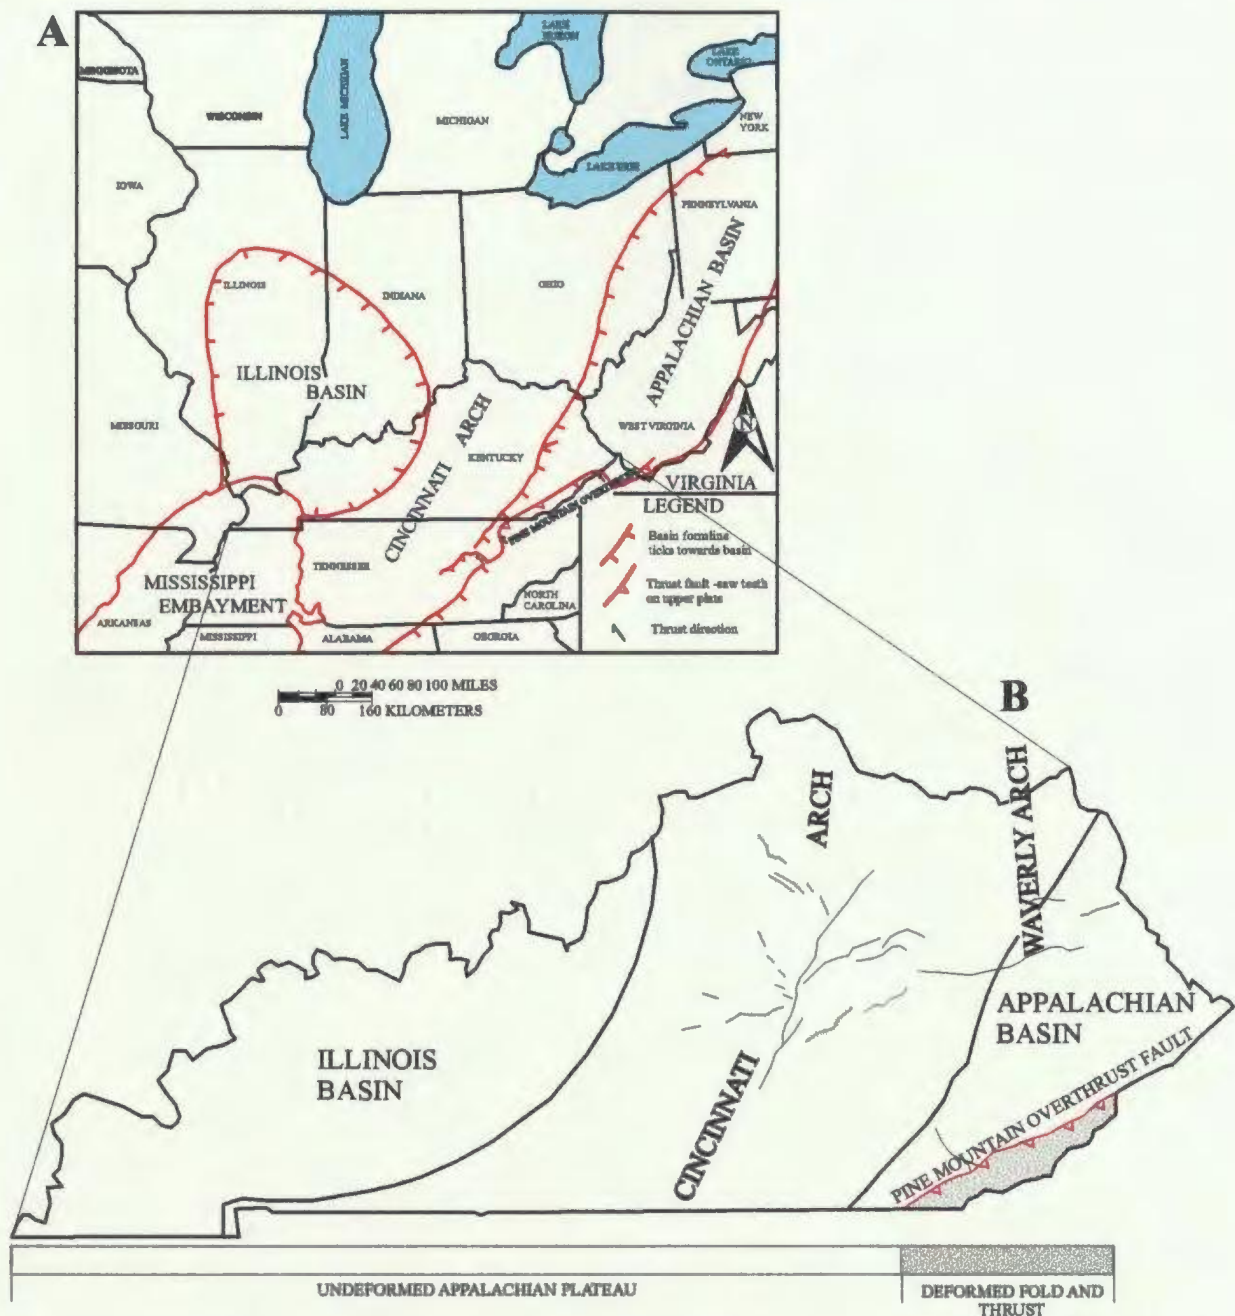 A
LAKE
HURON
LAKE
ONTARIO
MINNESOTA
WISCONSIN
LAKE MICHIGAN
MICHIGAN
NEW
YORK
LAKE ERIE
IOWA
PENNSYLVANIA
APPALACHIAN BASIN
ILLINOIS
INDIANA
OHIO
ILLINOIS
BASIN
CINCINNATI ARCH
MISSOURI
WEST VIRGINIA
N
KENTUCKY
VIRGINIA
PINE MOUNTAIN
LEGEND
Basin formline
ticks towards basin
Thrust fault -saw teeth
on upper plate
Thrust direction
TENNESSEE
MISSISSIPPI
EMBAYMENT
NORTH
CAROLINA
ARKANSAS
MISSISSIPPI
ALABAMA
GEORGIA
0 20 40 60 80 100 MILES
0 80 160 KILOMETERS
B
CINCINNATI ARCH
WAVERLY ARCH
APPALACHIAN
BASIN
ILLINOIS
BASIN
PINE MOUNTAIN OVERTHRUST FAULT
UNDEFORMED APPALACHIAN PLATEAU
DEFORMED FOLD AND
THRUST